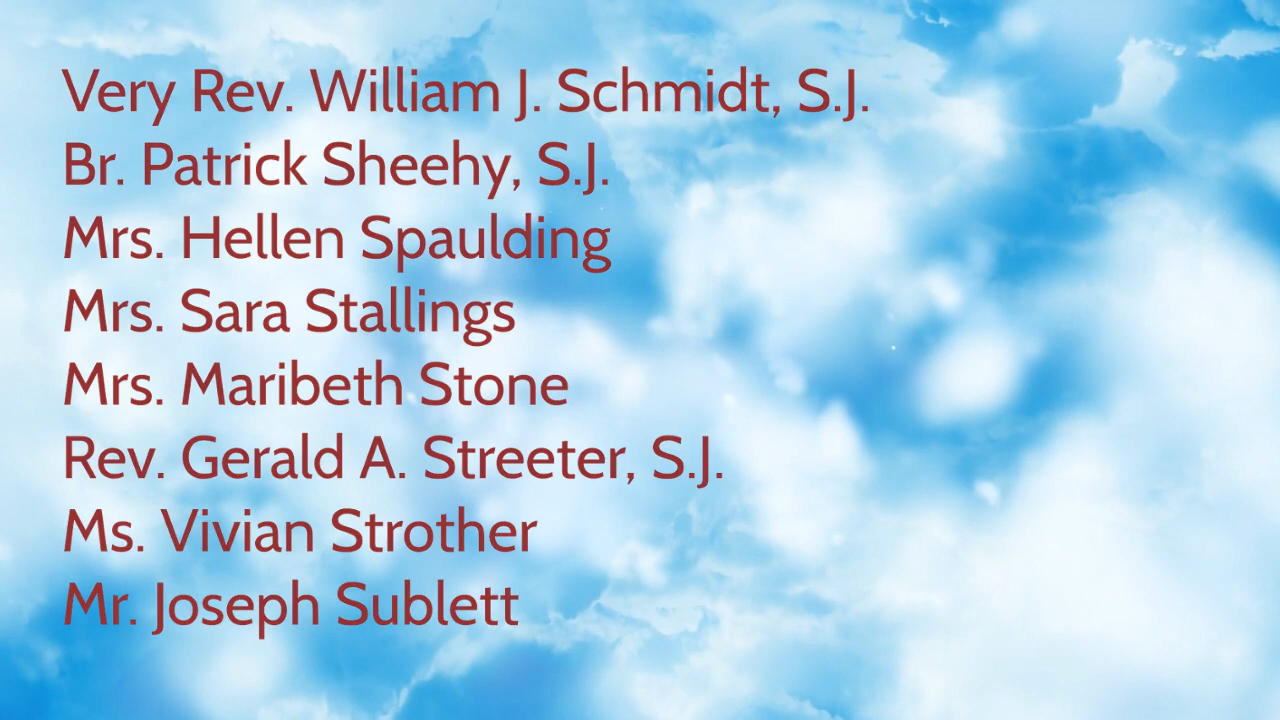 Very Rev. William J. Schmidt, S.J.
Br. Patrick Sheehy, S.J.
Mrs. Hellen Spaulding
Mrs. Sara Stallings
Mrs. Maribeth Stone
Rev. Gerald A. Streeter, S.J.
Ms. Vivian Strother
Mr. Joseph Sublett